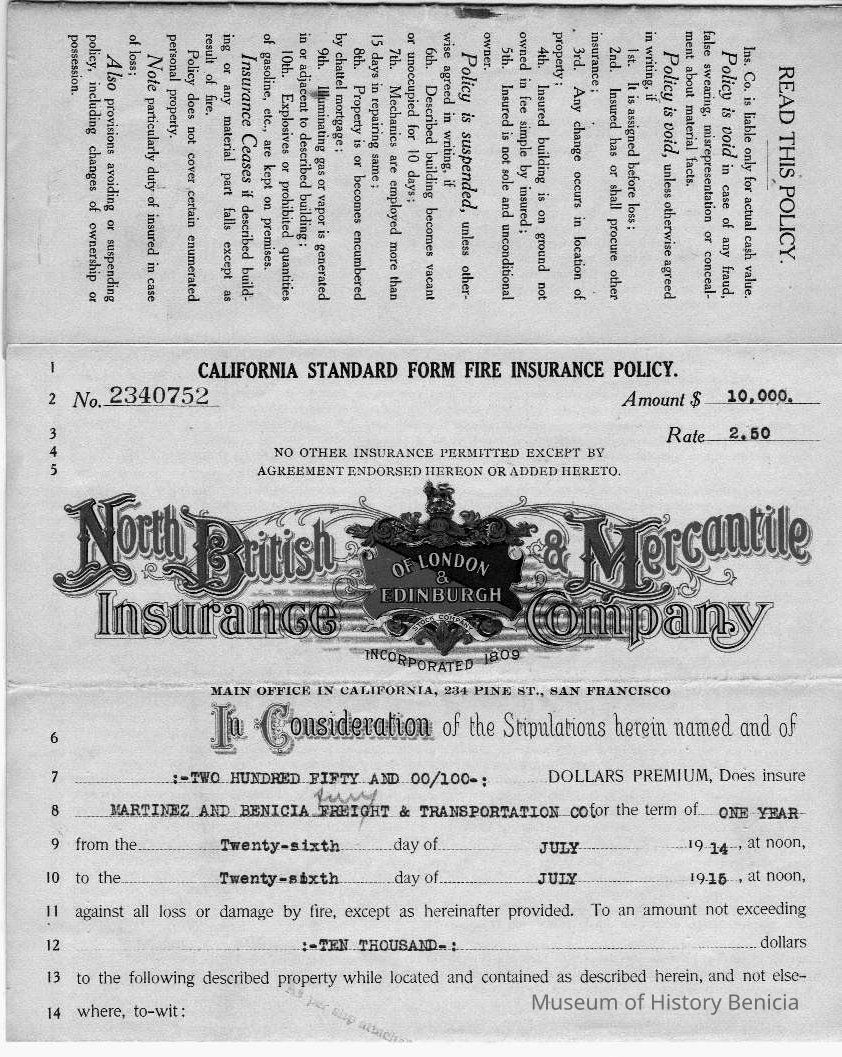 READ THIS POLICY.
Ins. Co. is liable only for actual cash value.
Policy is void in case of any fraud,
false swearing, misrepresentation or conceal-
ment about material facts.
Policy is void, unless otherwise agreed
in writing, if
1st. It is assigned before loss;
2nd. Insured has or shall procure other
insurance;
3rd. Any change occurs in location of
property;
4th. Insured building is on ground not
owned in fee simple by insured;
5th. Insured is not sole and unconditional
owner.
Policy is suspended, unless other-
wise agreed in writing, if
6th. Described building becomes vacant
or unoccupied for 10 days;
7th. Mechanics are employed more than
15 days in repairing same;
8th. Property is or becomes encumbered
by chattel mortgage;
9th. Illuminating gas or vapor is generated
in or adjacent to described building;
10th. Explosives or prohibited quantities
of gasoline, etc., are kept on premises.
Insurance Ceases if described build-
ing or any material part falls except as
result of fire.
Policy does not cover certain enumerated
personal property.
Note particularly duty of insured in case
of loss;
Also provisions avoiding or suspending
policy, including changes of ownership or
possession.
1 CALIFORNIA STANDARD FORM FIRE INSURANCE POLICY.
2 No. 2340752 Amount $ 10,000.
3 Rate 2.50
4 NO OTHER INSURANCE PERMITTED EXCEPT BY
5 AGREEMENT ENDORSED HEREON OR ADDED HERETO.
North British & Mercantile
OF LONDON
&
EDINBURGH
Insurance Company
STOCK COMPANY
INCORPORATED 1809
MAIN OFFICE IN CALIFORNIA, 234 PINE ST., SAN FRANCISCO
6 In Consideration of the Stipulations herein named and of
7 :-TWO HUNDRED FIFTY AND 00/100-: DOLLARS PREMIUM, Does insure
ferry
8 MARTINEZ AND BENICIA FREIGHT & TRANSPORTATION CO for the term of ONE YEAR
9 from the Twenty-sixth day of JULY 1914, at noon,
10 to the Twenty-sixth day of JULY 1915, at noon,
11 against all loss or damage by fire, except as hereinafter provided. To an amount not exceeding
12 :-TEN THOUSAND-: dollars
13 to the following described property while located and contained as described herein, and not else-
14 where, to-wit:
As per slip attached
Museum of History Benicia